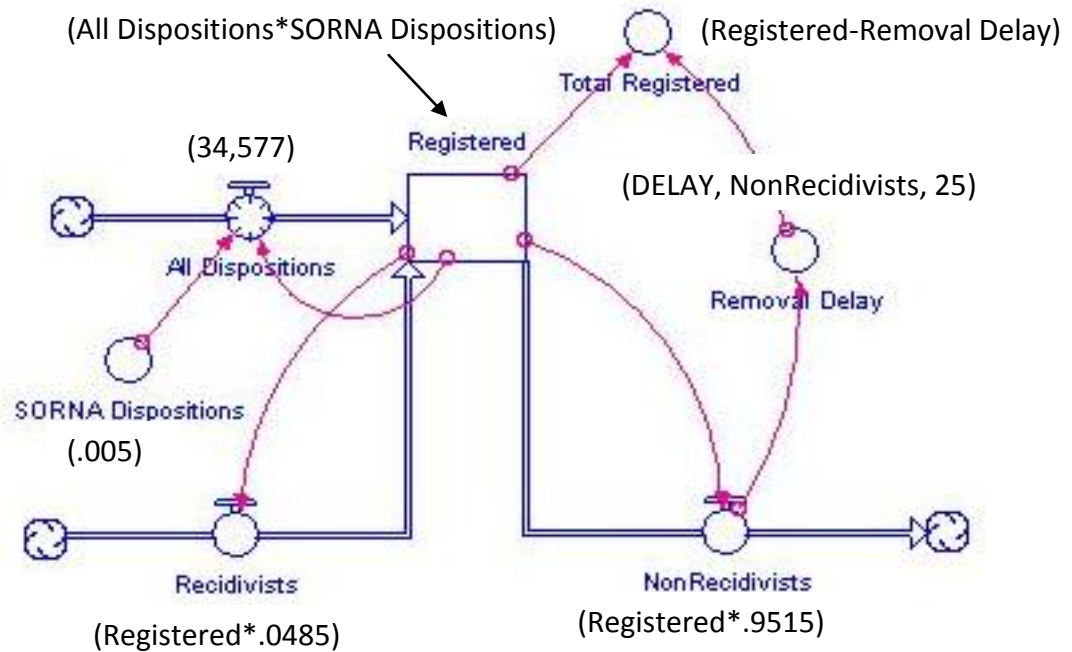 (All Dispositions*SORNA Dispositions)
(Registered-Removal Delay)
Total Registered
Registered
(34,577)
(DELAY, NonRecidivists, 25)
All Dispositions
Removal Delay
SORNA Dispositions
(.005)
Recidivists
NonRecidivists
(Registered*.0485)
(Registered*.9515)